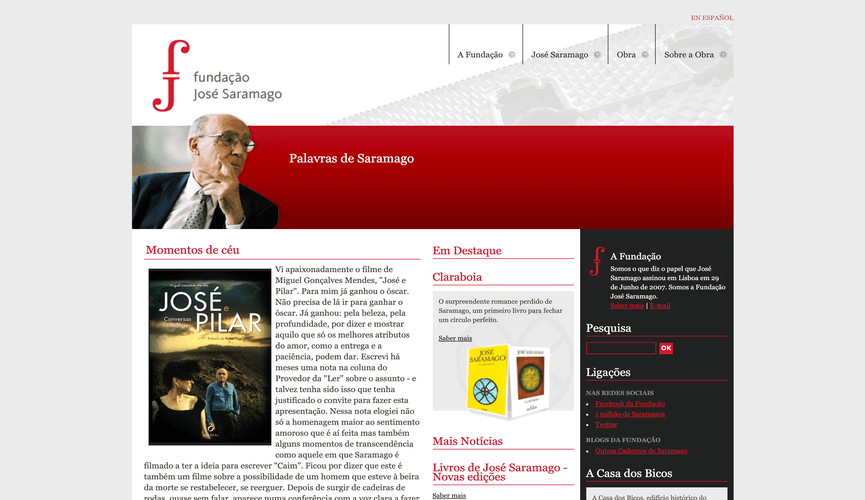 EN ESPAÑOL
A Fundação
José Saramago
Obra
Sobre a Obra
fundação
José Saramago
Palavras de Saramago
Momentos de céu
JOSÉ e
PILAR
Conversas
Vi apaixonadamente o filme de
Miguel Gonçalves Mendes, "José e
Pilar". Para mim já ganhou o óscar.
Não precisa de lá ir para ganhar o
óscar. Já ganhou: pela beleza, pela
profundidade, por dizer e mostrar
aquilo que só os melhores atributos
do amor, como a entrega e a
paciência, podem dar. Escrevi há
meses uma nota na coluna do
Provedor da "Ler" sobre o assunto - e
talvez tenha sido isso que tenha
justificado o convite para fazer esta
apresentação. Nessa nota elogiei não
só a homenagem maior ao sentimento
amoroso que é aí feita mas também
alguns momentos de transcendência
como aquele em que Saramago é
filmado a ter a ideia para escrever "Caim". Ficou por dizer que este é
também um filme sobre a possibilidade de um homem que esteve à beira
da morte se restabelecer, se reerguer. Depois de surgir de cadeiras de
rodas, quase sem falar, aparece numa conferência com a voz clara a fazer
Em Destaque
Claraboia
O surpreendente romance perdido de
Saramago, um primeiro livro para fechar
um círculo perfeito.
Saber mais
JOSÉ
SARAMAGO
JOSÉ
SARAMAGO
Mais Notícias
Livros de José Saramago -
Novas edições
Saber mais
A Fundação
Somos o que diz o papel que José
Saramago assinou em Lisboa em 29
de Junho de 2007. Somos a Fundação
José Saramago.
Saber mais | E-mail
Pesquisa
OK
Ligações
NAS REDES SOCIAIS
Facebook da Fundação
1 milhão de Saramagos
Twitter
BLOGS DA FUNDAÇÃO
Outros Cadernos de Saramago
A Casa dos Bicos
A Casa dos Bicos, edifício histórico do